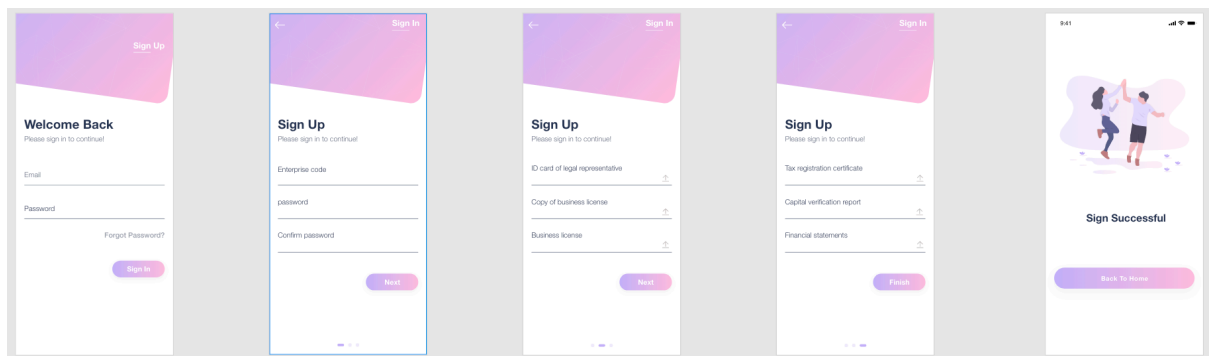 Sign Up
Welcome Back
Please sign in to continue!
Email
Password
Forgot Password?
Sign In
Sign In
Sign Up
Please sign in to continue!
Enterprise code
password
Confirm password
Next
Sign In
Sign Up
Please sign in to continue!
ID card of legal representative
Copy of business license
Business license
Next
Sign In
Sign Up
Please sign in to continue!
Tax registration certificate
Capital verification report
Financial statements
Finish
9:41
Sign Successful
Back To Home